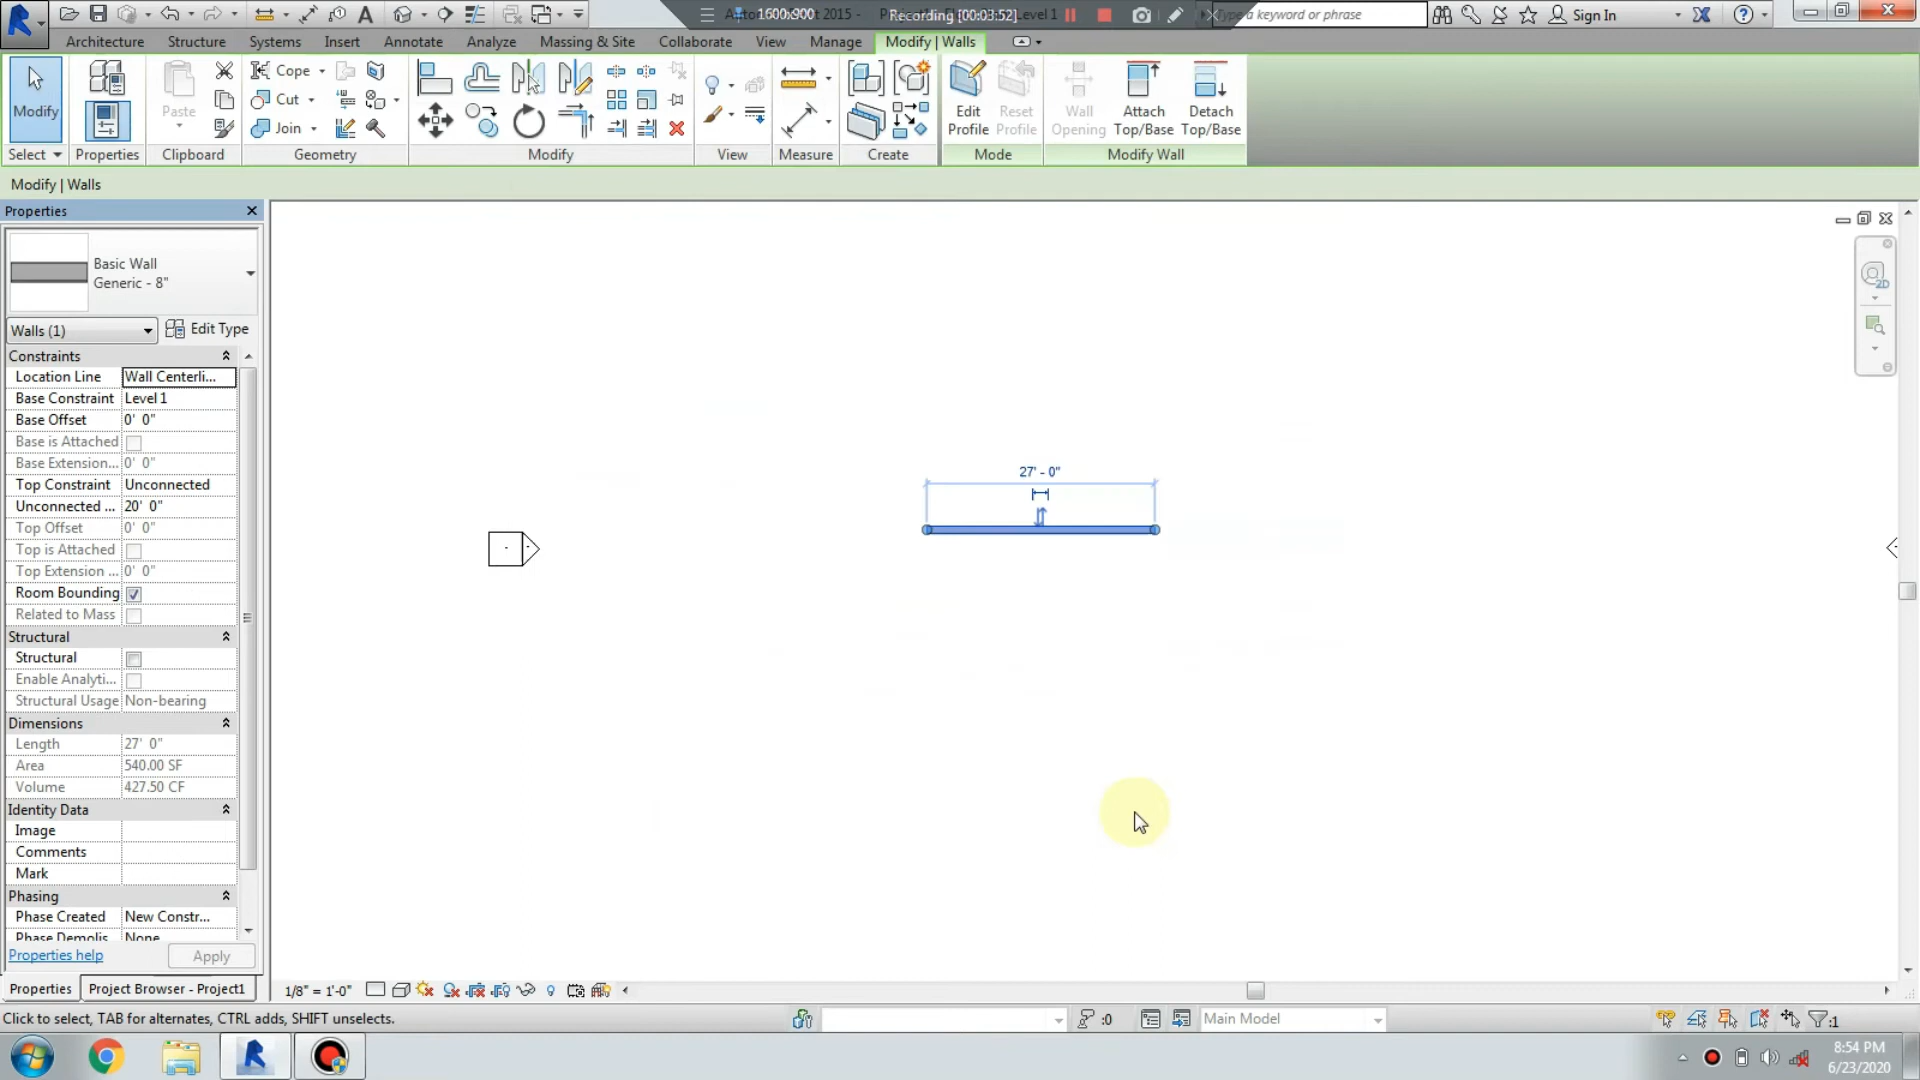 Autodesk Revit 2015 -
1600x900
Recording [00:03:52]
Level 1
Type a keyword or phrase
Sign In
Architecture
Structure
Systems
Insert
Annotate
Analyze
Massing & Site
Collaborate
View
Manage
Modify | Walls
Modify
Paste
Cope
Cut
Join
Edit
Profile
Reset
Profile
Wall
Opening
Attach
Top/Base
Detach
Top/Base
Select
Properties
Clipboard
Geometry
Modify
View
Measure
Create
Mode
Modify Wall
Modify | Walls
Properties
Basic Wall
Generic - 8"
Walls (1)
Edit Type
Constraints
Location Line Wall Centerli...
Base Constraint Level 1
Base Offset 0' 0"
Base is Attached
Base Extension... 0' 0"
Top Constraint Unconnected
Unconnected ... 20' 0"
Top Offset 0' 0"
Top is Attached
Top Extension ... 0' 0"
Room Bounding
Related to Mass
Structural
Structural
Enable Analyti...
Structural Usage Non-bearing
Dimensions
Length 27' 0"
Area 540.00 SF
Volume 427.50 CF
Identity Data
Image
Comments
Mark
Phasing
Phase Created New Constr...
Phase Demolis None
Properties help
Apply
Properties
Project Browser - Project1
27' - 0"
2D
1/8" = 1'-0"
Click to select, TAB for alternates, CTRL adds, SHIFT unselects.
:0
Main Model
:1
8:54 PM
6/23/2020